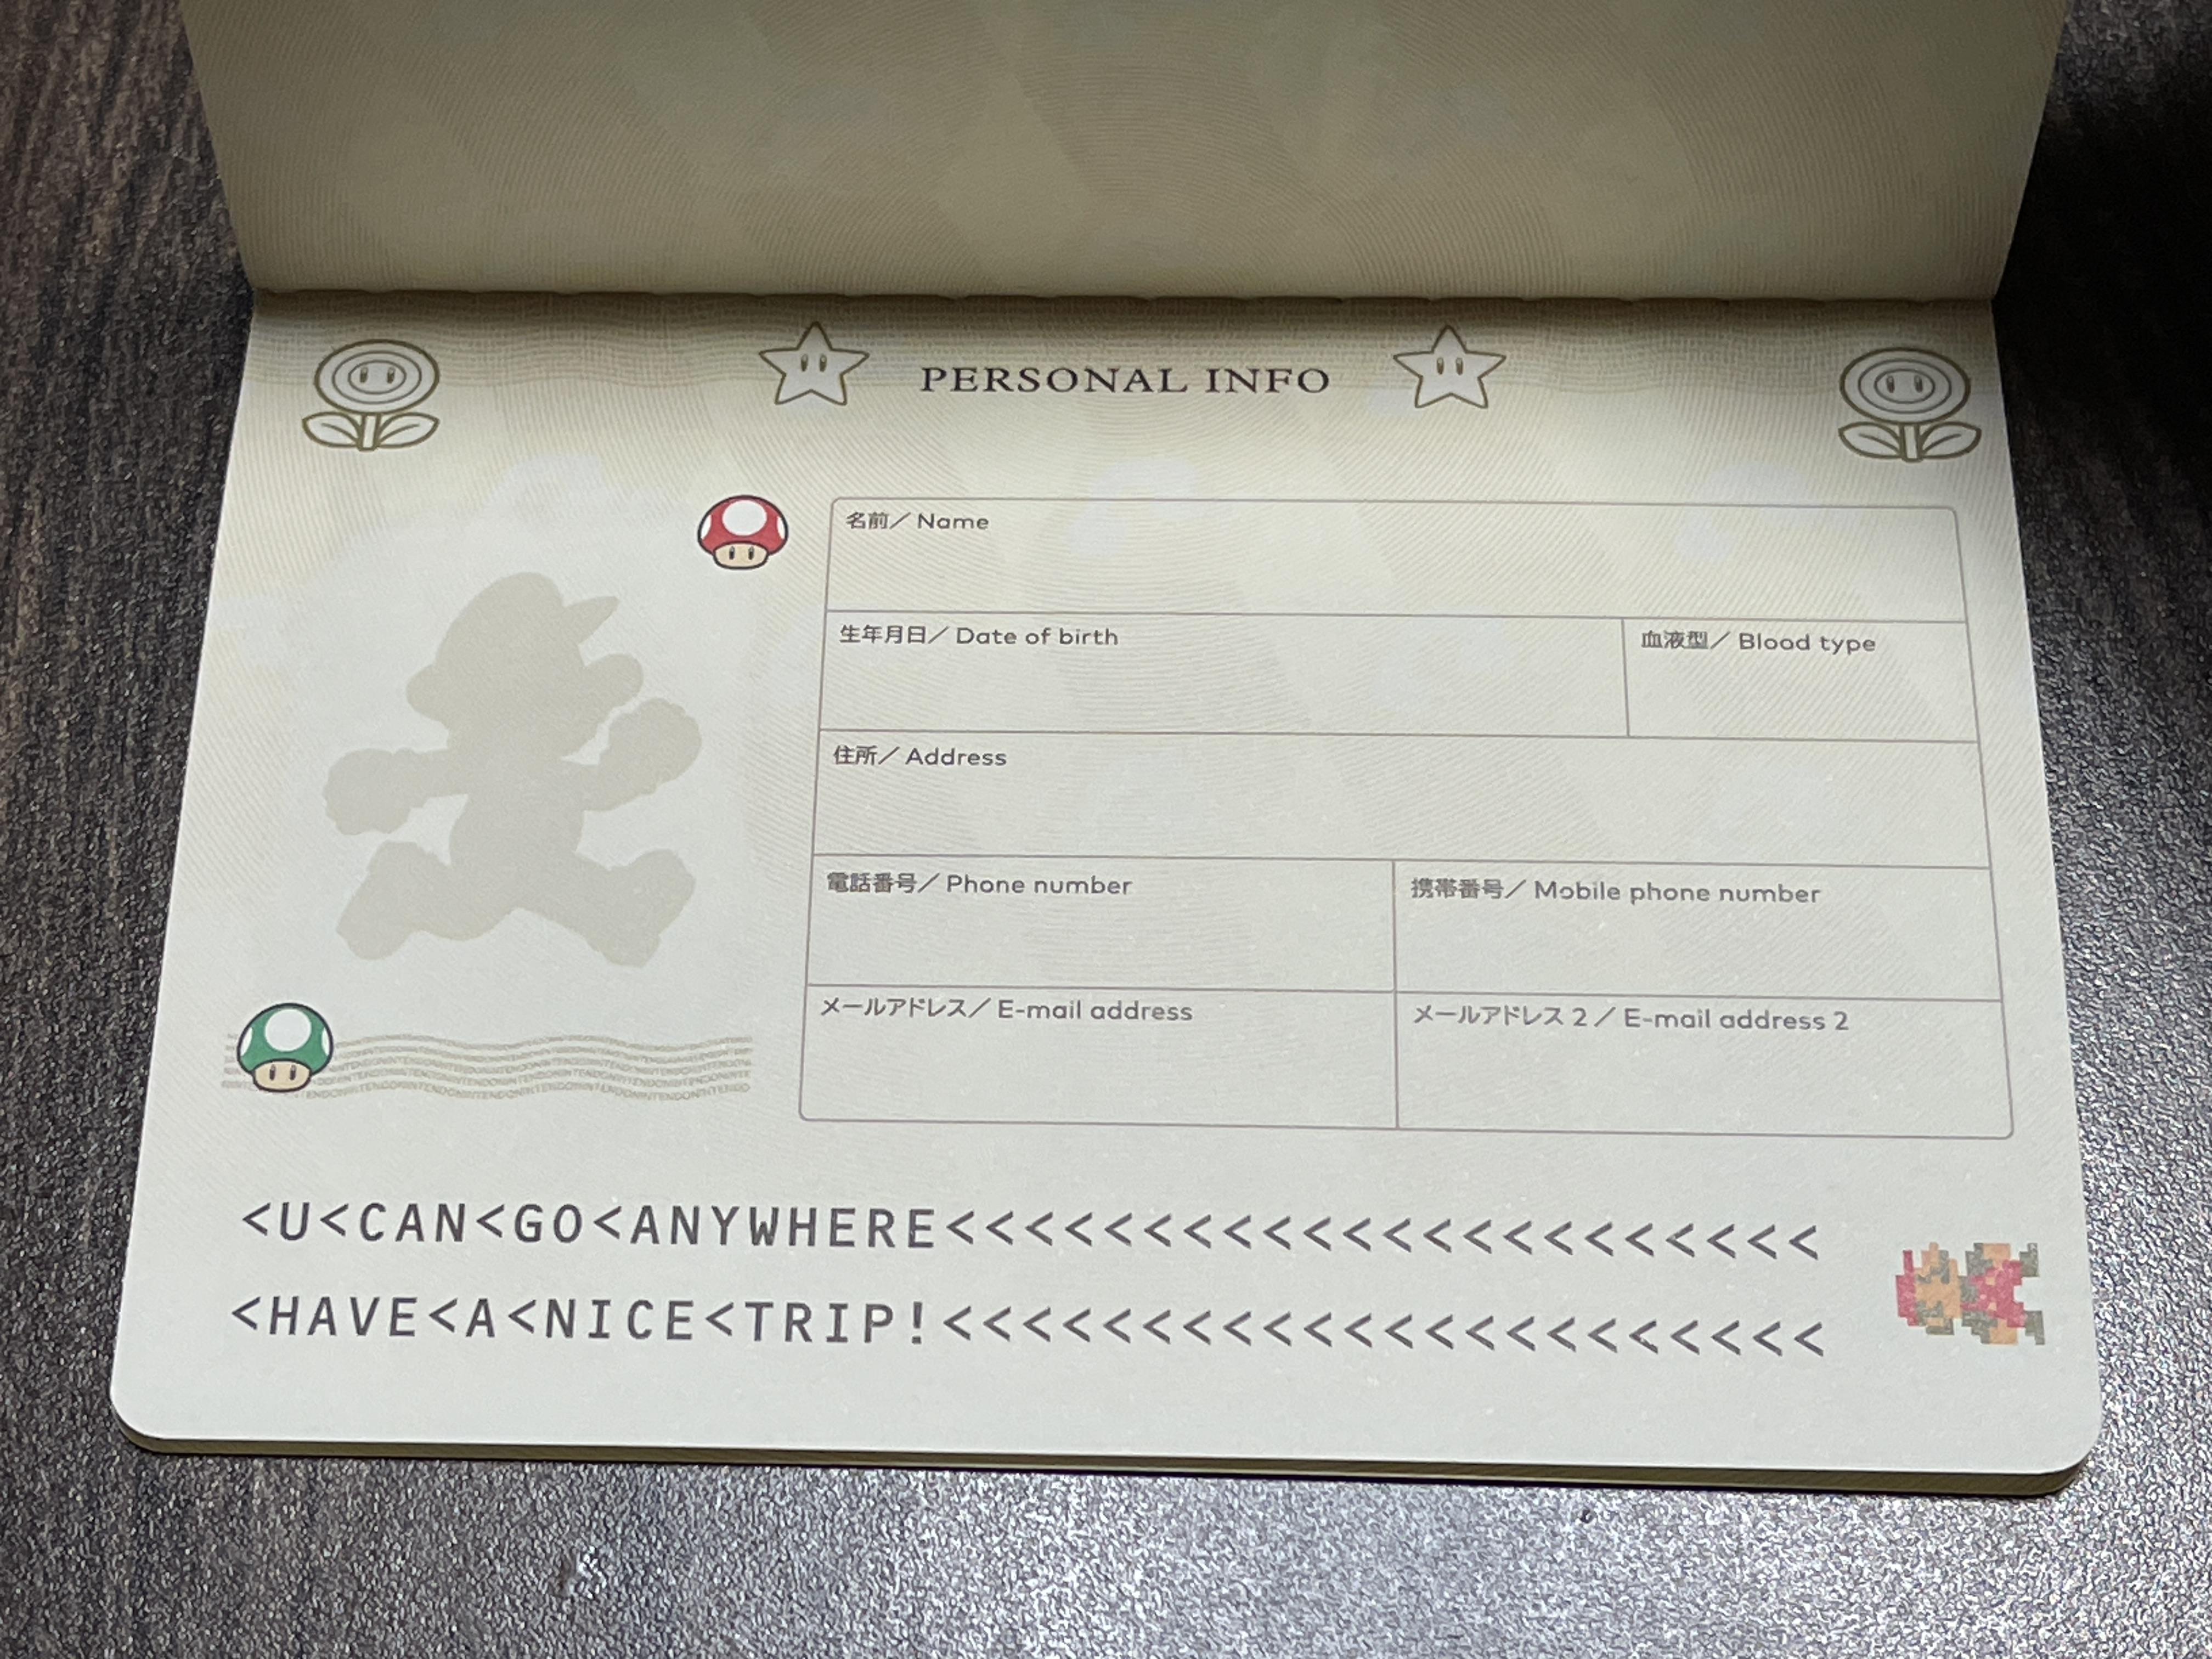 PERSONAL INFO
名前／Name
生年月日／Date of birth
血液型／Blood type
住所／Address
電話番号／Phone number
携帯番号／Mobile phone number
メールアドレス／E-mail address
メールアドレス 2／E-mail address 2
<U<CAN<GO<ANYWHERE<<<<<<<<<<<<<<<<<<<<<<
<HAVE<A<NICE<TRIP!<<<<<<<<<<<<<<<<<<<<<<